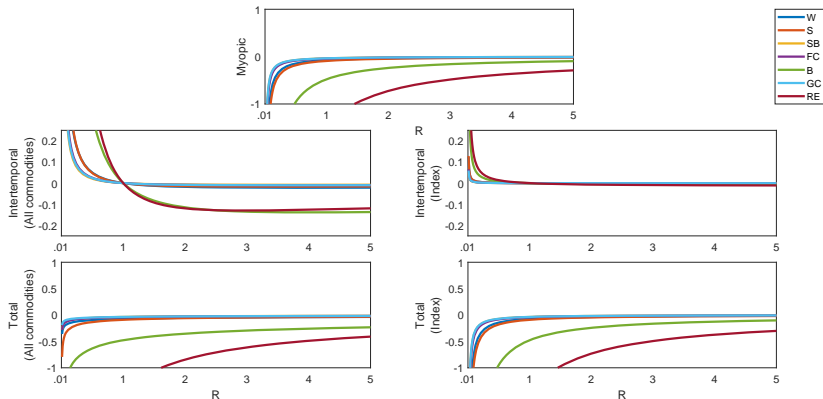 1
0
-1
Myopic
.01
1
2
3
4
5
R
W
S
SB
FC
B
GC
RE
0.2
0.1
0
-0.1
-0.2
Intertemporal
(All commodities)
.01
1
2
3
4
5
0.2
0.1
0
-0.1
-0.2
Intertemporal
(Index)
.01
1
2
3
4
5
1
0.5
0
-0.5
-1
Total
(All commodities)
.01
1
2
3
4
5
R
1
0.5
0
-0.5
-1
Total
(Index)
.01
1
2
3
4
5
R